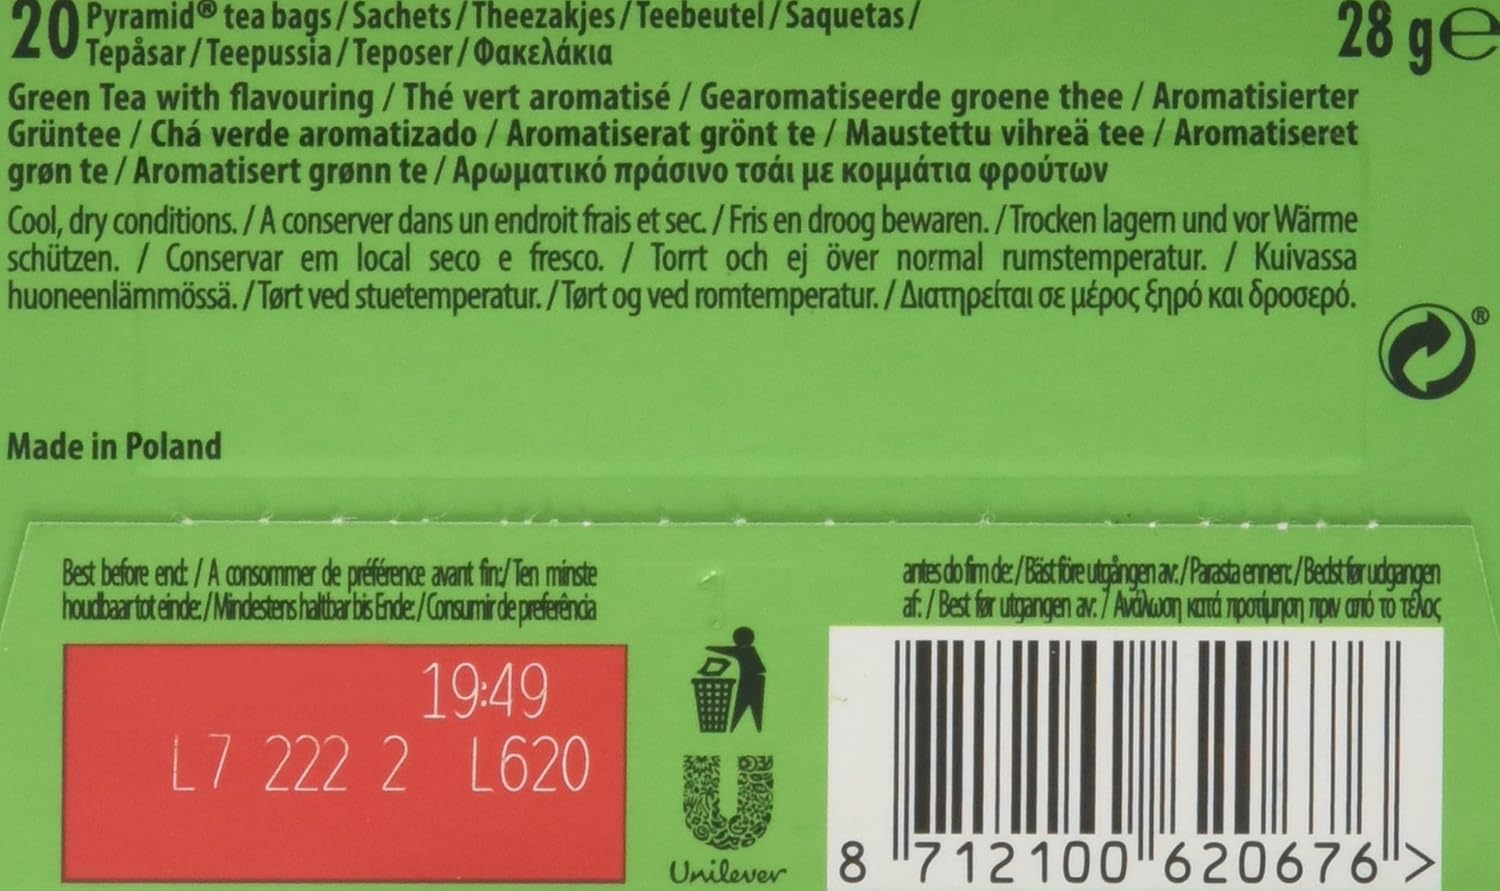 20 Pyramid® tea bags / Sachets / Theezakjes / Teebeutel / Saquetas /
Tepåsar / Teepussia / Teposer / Φακελάκια
28 g e
Green Tea with flavouring / Thé vert aromatisé / Gearomatiseerde groene thee / Aromatisierter
Grüntee / Chá verde aromatizado / Aromatiserat grönt te / Maustettu vihreä tee / Aromatiseret
grøn te / Aromatisert grønn te / Αρωματικό πράσινο τσάι με κομμάτια φρούτων
Cool, dry conditions. / A conserver dans un endroit frais et sec. / Fris en droog bewaren. / Trocken lagern und vor Wärme
schützen. / Conservar em local seco e fresco. / Torrt och ej över normal rumstemperatur. / Kuivassa
huoneenlämmössä. / Tørt ved stuetemperatur. / Tørt og ved romtemperatur. / Διατηρείται σε μέρος ξηρό και δροσερό.
®
Made in Poland
Best before end: / A consommer de préférence avant fin:/ Ten minste
houdbaar tot einde: / Mindestens haltbar bis Ende: / Consumir de preferência
antes do fim de: / Bäst före utgången av: / Parasta ennen: / Bedst før udgangen
af: / Best før utgangen av: / Ανάλωση κατά προτίμηση πριν από το τέλος
19:49
L7 222 2 L620
Unilever
8 712100 620676 >